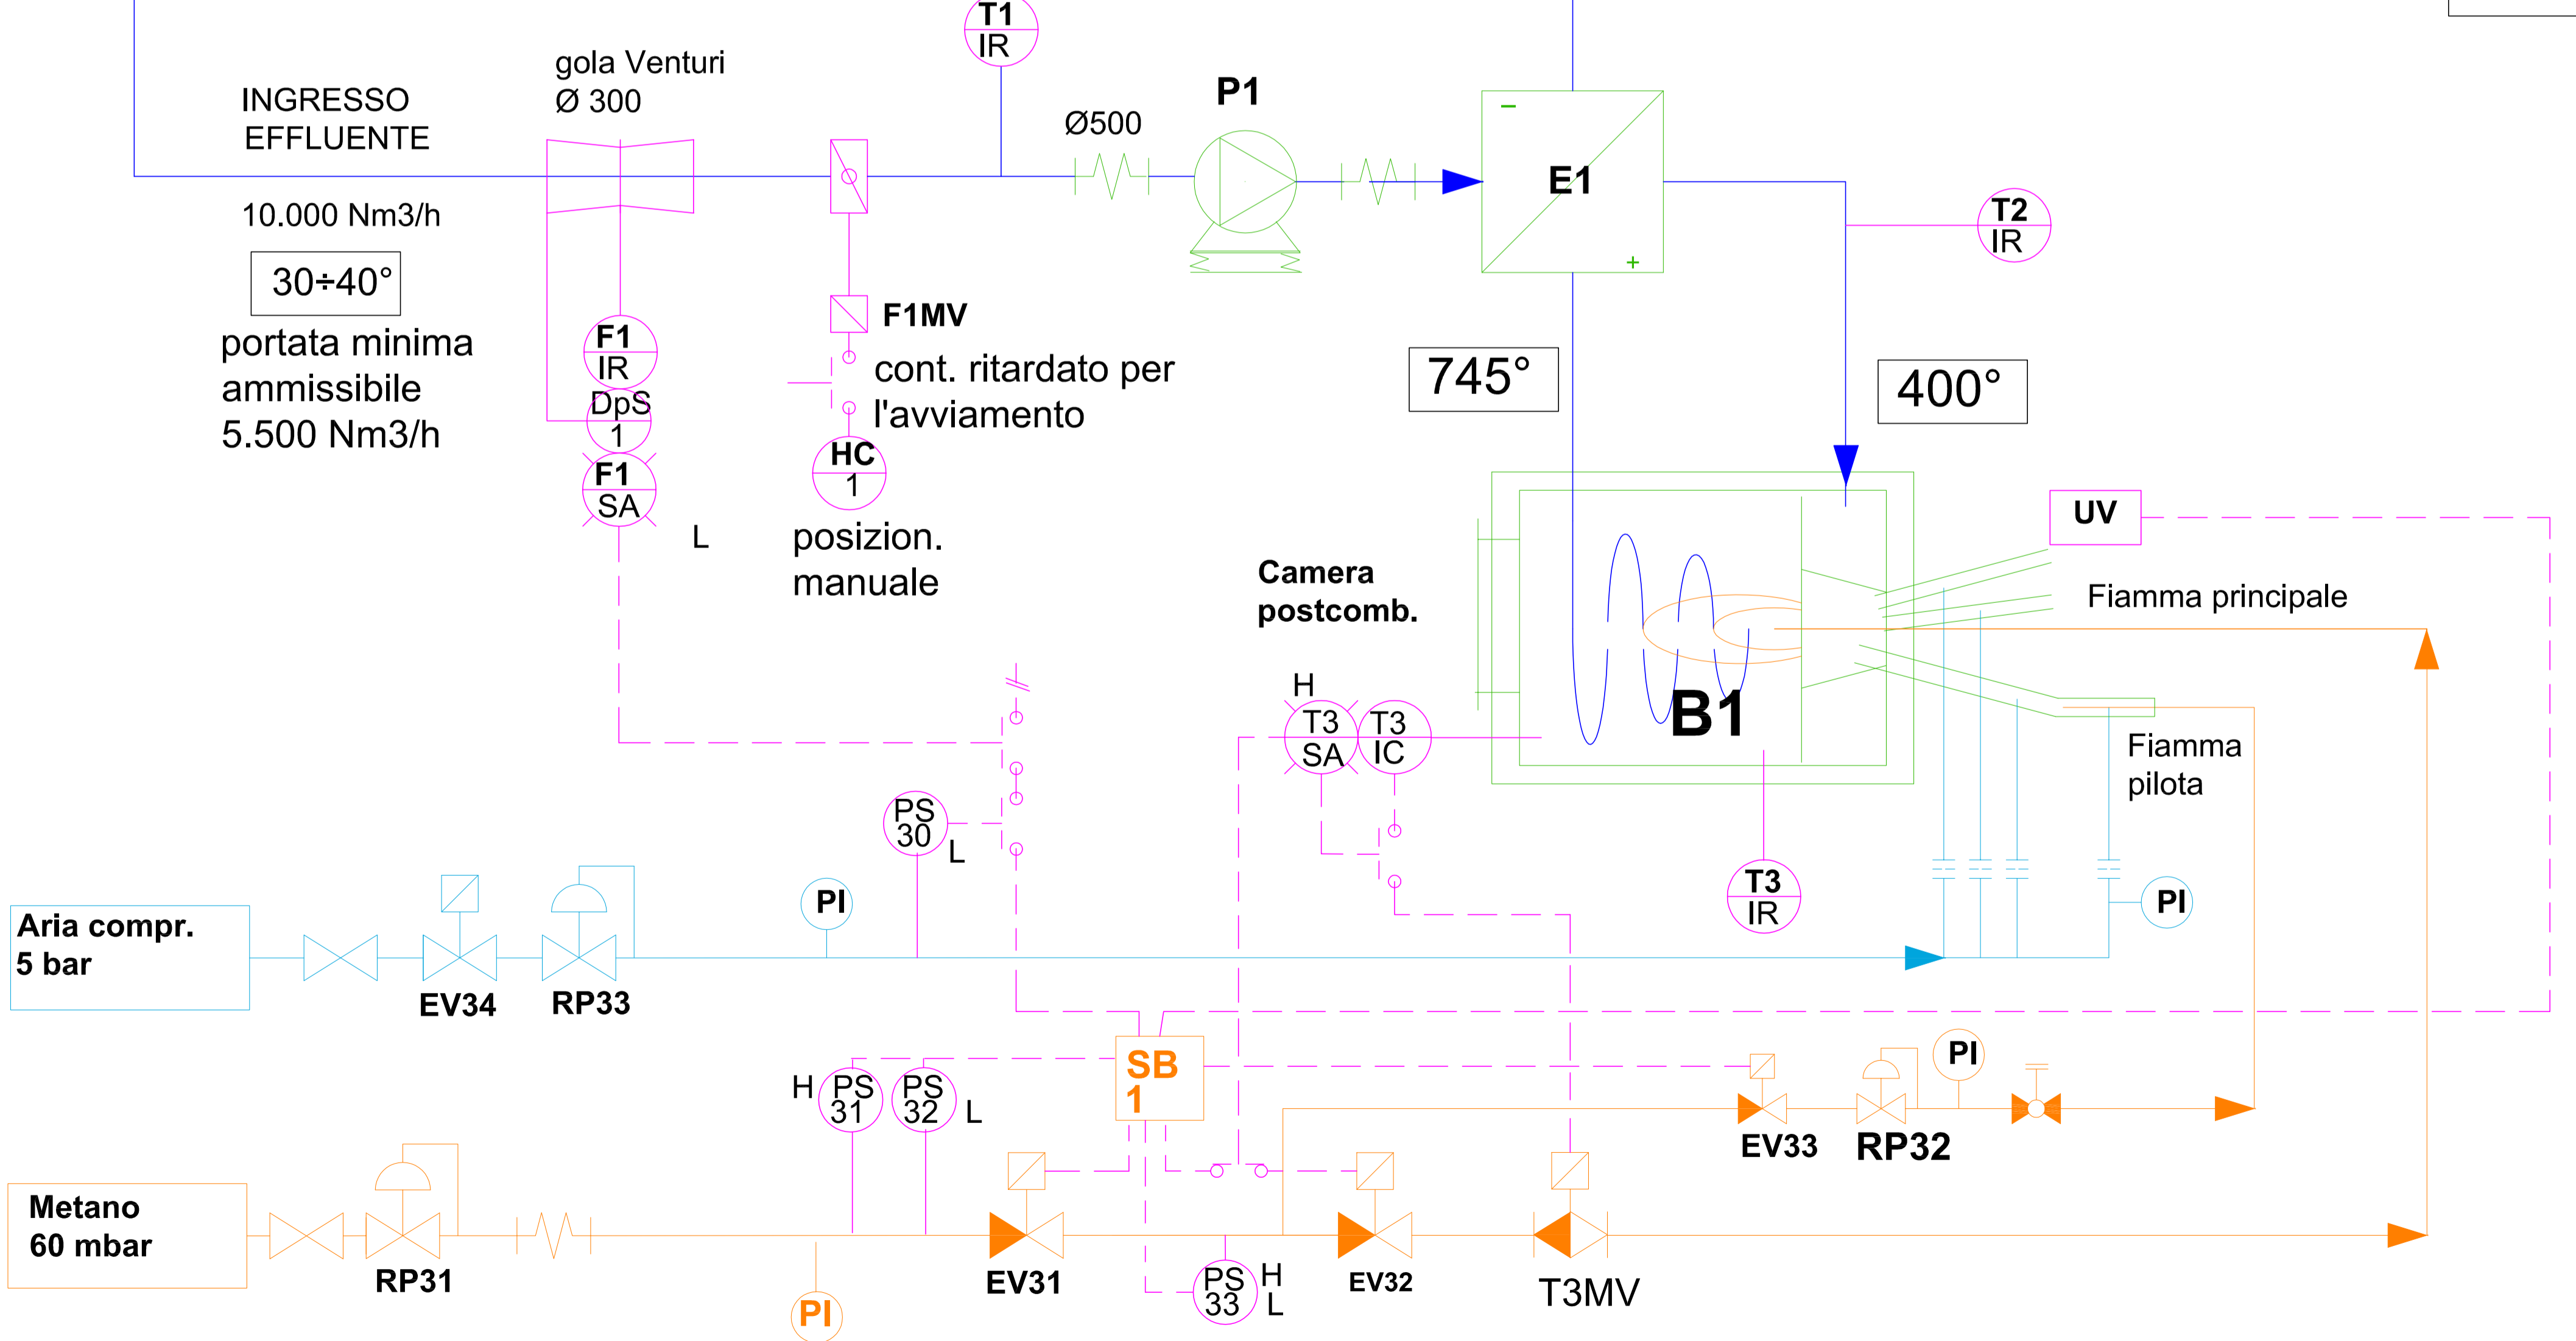 T1
IR
gola Venturi
Ø 300
INGRESSO
EFFLUENTE
P1
Ø500
E1
−
+
T2
IR
10.000 Nm3/h
30÷40°
portata minima
ammissibile
5.500 Nm3/h
F1
IR
DpS
1
F1
SA
L
F1MV
cont. ritardato per
l'avviamento
HC
1
posizion.
manuale
745°
400°
UV
Camera
postcomb.
Fiamma principale
B1
H
T3
SA
T3
IC
Fiamma
pilota
PS
30
L
T3
IR
PI
PI
Aria compr.
5 bar
EV34
RP33
SB
1
PI
H
PS
31
PS
32
L
EV33
RP32
Metano
60 mbar
RP31
PI
EV31
PS
33
H
L
EV32
T3MV